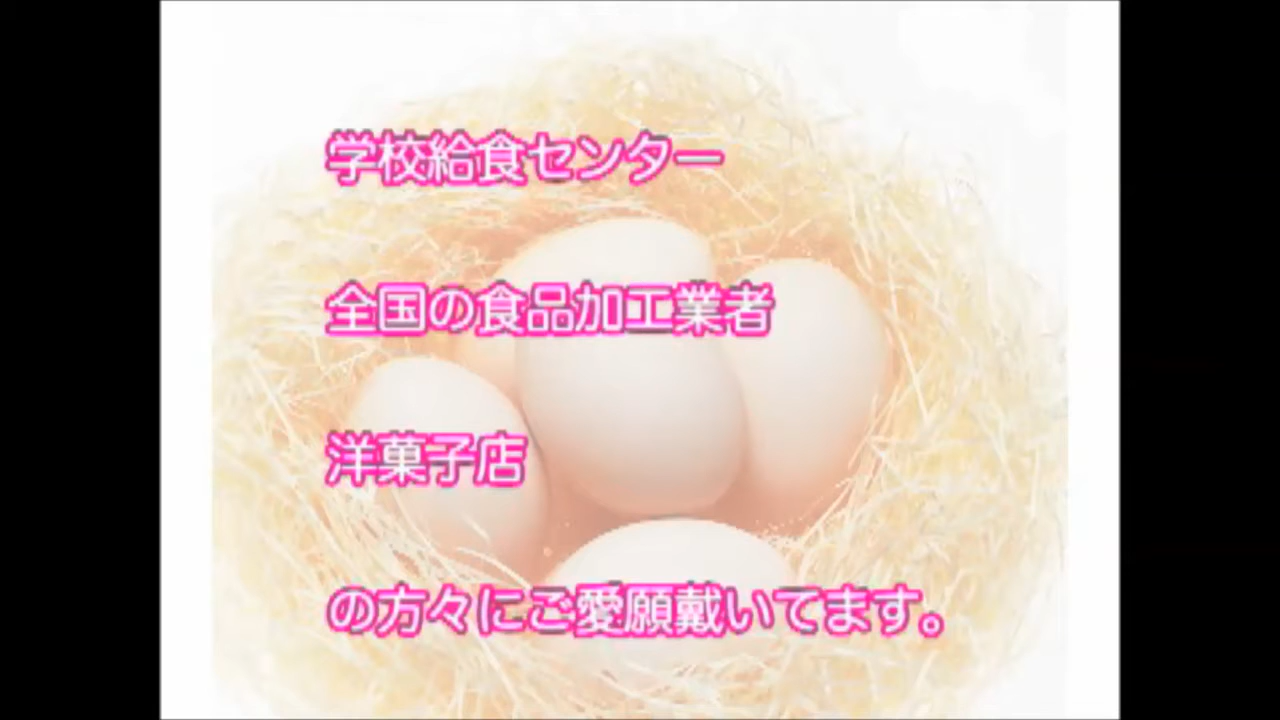 学校給食センター
全国の食品加工業者
洋菓子店
の方々にご愛願戴いてます。